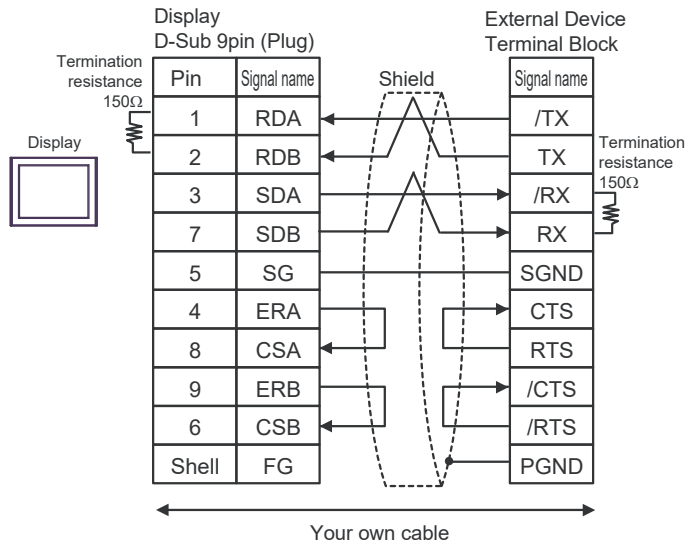 Display
D-Sub 9pin (Plug)
External Device
Terminal Block
Termination
resistance
150Ω
Display
Pin
Signal name
Shield
Signal name
1
RDA
/TX
2
RDB
TX
3
SDA
/RX
7
SDB
RX
Termination
resistance
150Ω
5
SG
SGND
4
ERA
CTS
8
CSA
RTS
9
ERB
/CTS
6
CSB
/RTS
Shell
FG
PGND
Your own cable